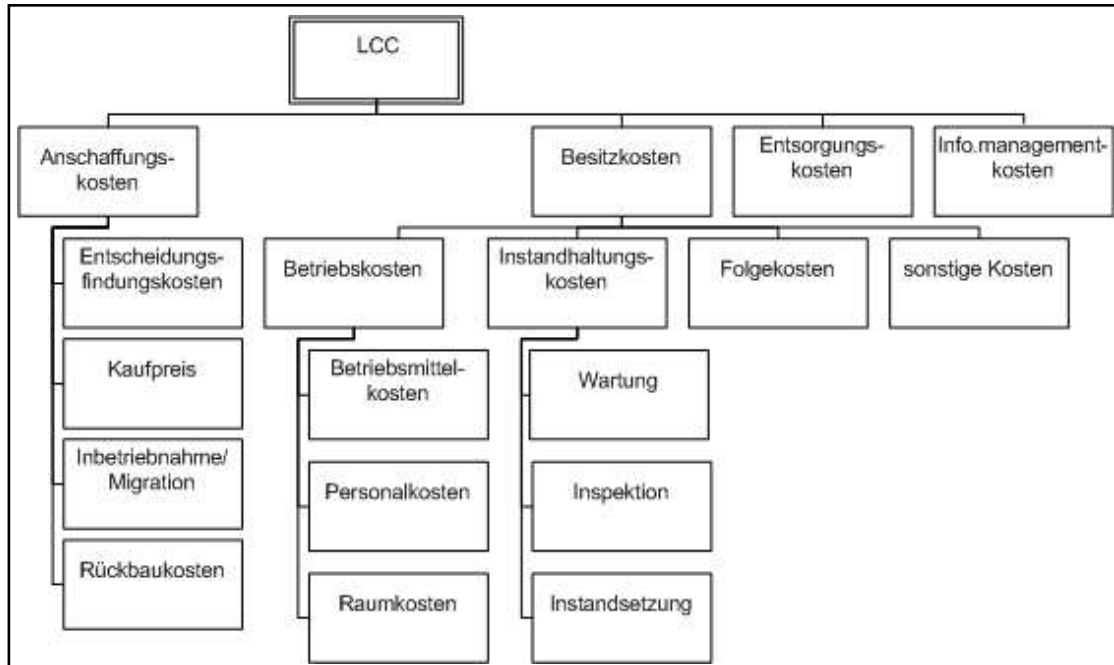 LCC
Anschaffungs-
kosten
Besitzkosten
Entsorgungs-
kosten
Info.management-
kosten
Entscheidungs-
findungskosten
Betriebskosten
Instandhaltungs-
kosten
Folgekosten
sonstige Kosten
Kaufpreis
Betriebsmittel-
kosten
Wartung
Inbetriebnahme/
Migration
Personalkosten
Inspektion
Rückbaukosten
Raumkosten
Instandsetzung